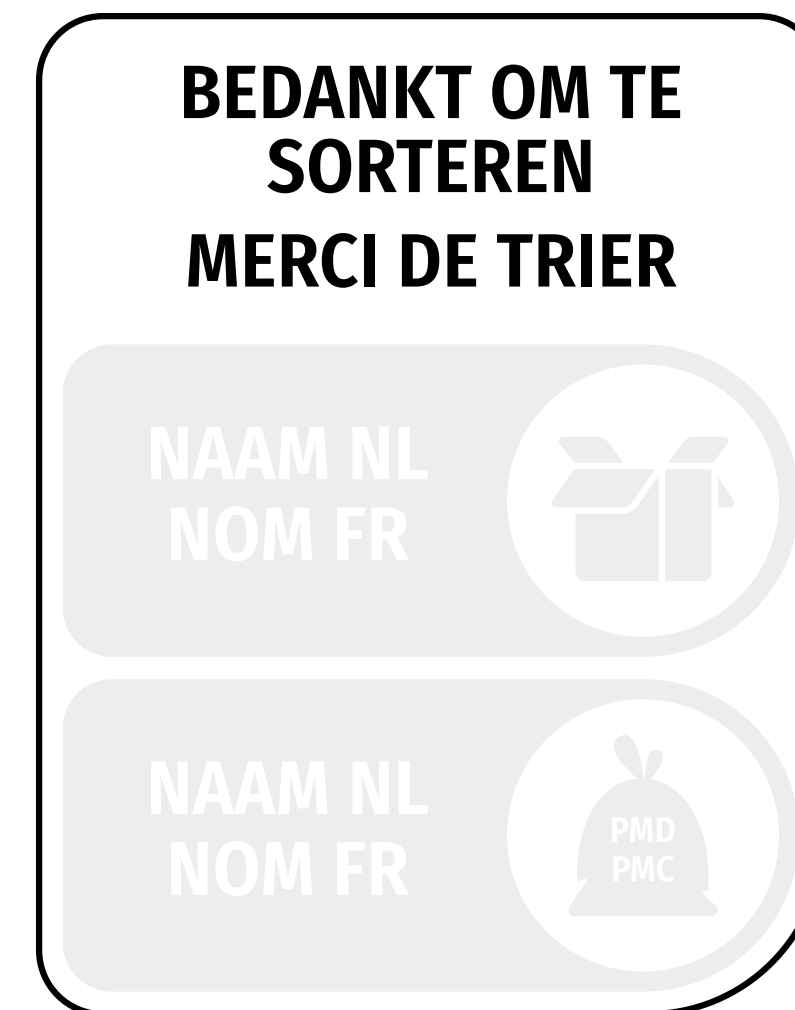 BEDANKT OM TE
SORTEREN
MERCI DE TRIER
NAAM NL
NOM FR
NAAM NL
NOM FR
PMD
PMC